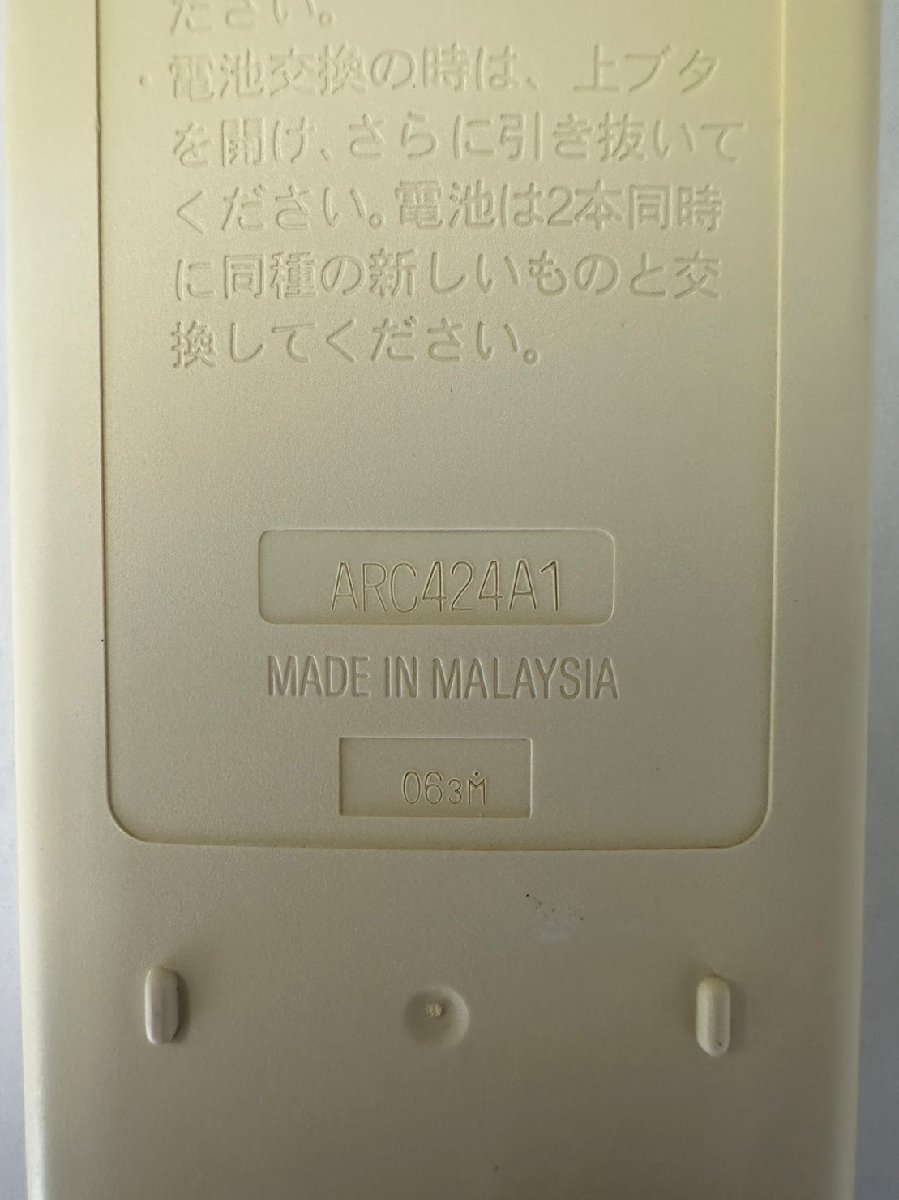 ださい。
・電池交換の時は、上ブタ
を開け、さらに引き抜いて
ください。電池は2本同時
に同種の新しいものと交
換してください。
ARC424A1
MADE IN MALAYSIA
063M